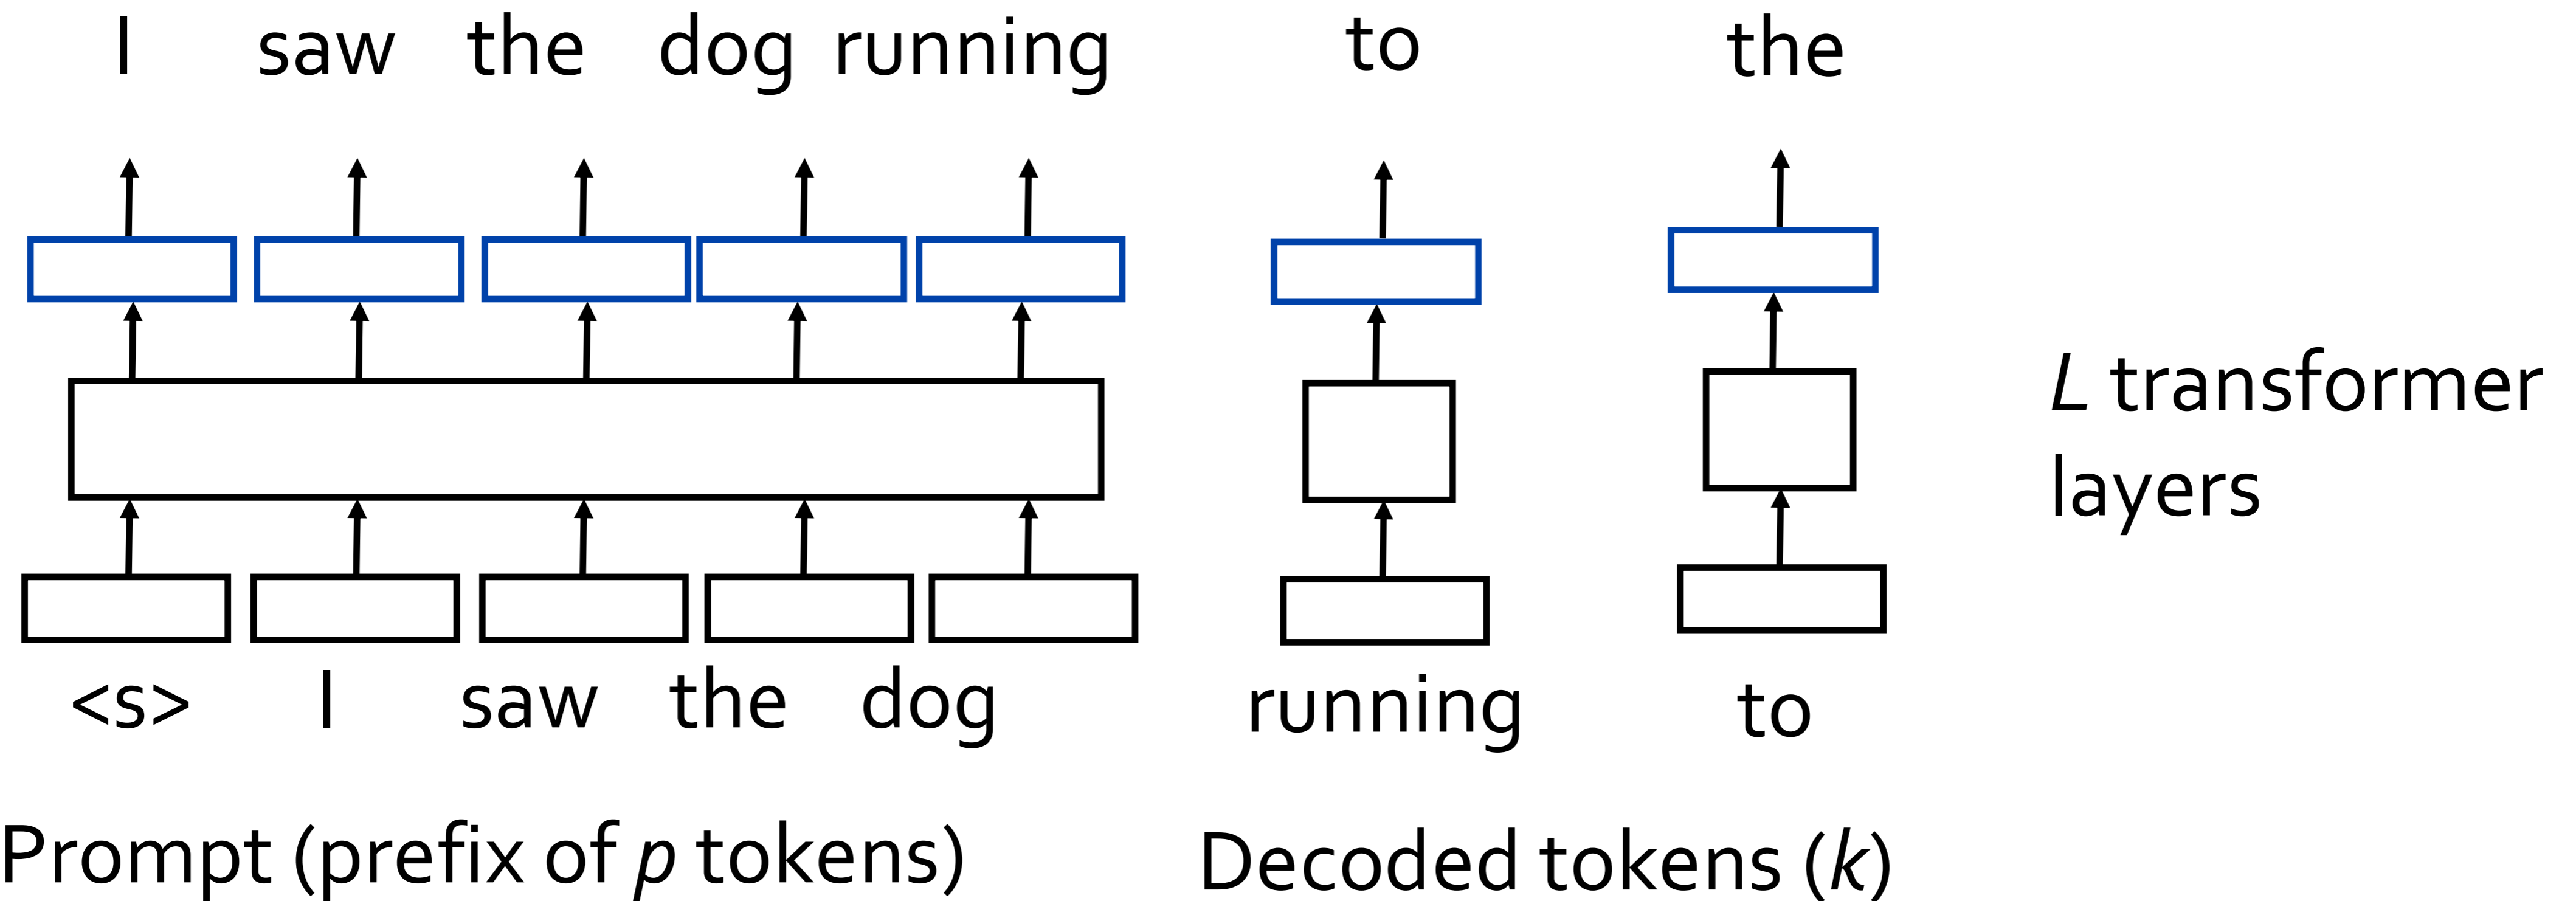 I saw the dog running to the
L transformer
layers
<s> I saw the dog running to
Prompt (prefix of p tokens) Decoded tokens (k)